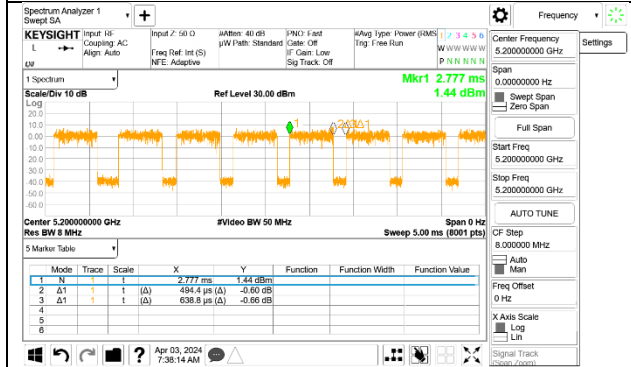 Spectrum Analyzer 1
Swept SA
Frequency
KEYSIGHT
Input: RF
Coupling: AC
Align: Auto
Input Z: 50 Ω
Freq Ref: Int (S)
NFE: Adaptive
#Atten: 40 dB
µW Path: Standard
PNO: Fast
Gate: Off
IF Gain: Low
Sig Track: Off
#Avg Type: Power (RMS
Trig: Free Run
1 2 3 4 5 6
W W W W W W
P N N N N N
L
Center Frequency
5.200000000 GHz
Settings
Span
0.00000000 Hz
Swept Span
Zero Span
Full Span
Start Freq
5.200000000 GHz
Stop Freq
5.200000000 GHz
AUTO TUNE
CF Step
8.000000 MHz
Auto
Man
Freq Offset
0 Hz
X Axis Scale
Log
Lin
Signal Track
(Span Zoom)
1 Spectrum
Scale/Div 10 dB
Ref Level 30.00 dBm
Mkr1 2.777 ms
1.44 dBm
Log
20.0
10.0
0.00
10.0
20.0
30.0
40.0
-50.0
-60.0
1
Center 5.200000000 GHz
#Video BW 50 MHz
Span 0 Hz
Res BW 8 MHz
Sweep 5.00 ms (8001 pts)
5 Marker Table
Mode Trace Scale X Y Function Function Width Function Value
1 N 1 t 2.777 ms 1.44 dBm
2 Δ1 1 t (Δ) 494.4 µs (Δ) -0.60 dB
3 Δ1 1 t (Δ) 638.8 µs (Δ) -0.66 dB
4
5
6
Apr 03, 2024
7:38:14 AM